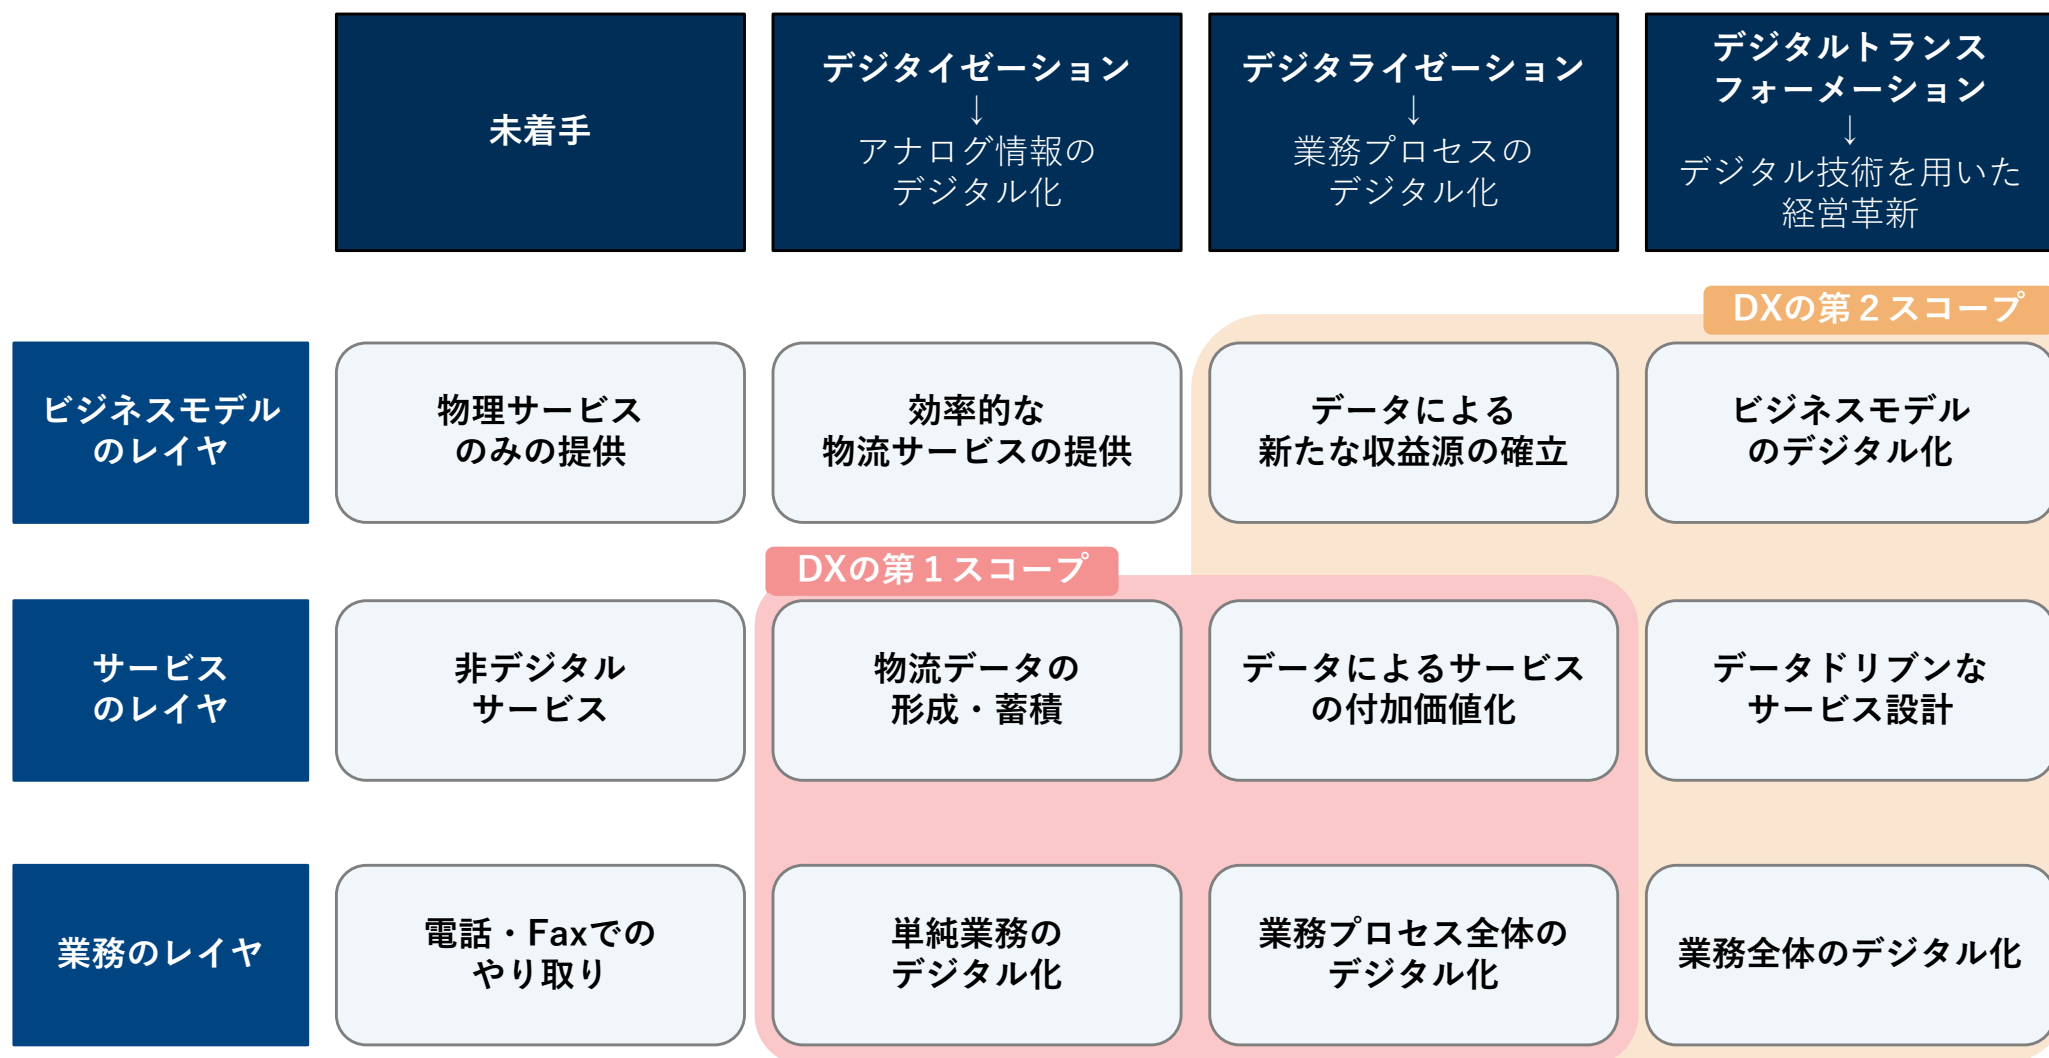 未着手
デジタイゼーション
↓
アナログ情報の
デジタル化
デジタライゼーション
↓
業務プロセスの
デジタル化
デジタルトランス
フォーメーション
↓
デジタル技術を用いた
経営革新
DXの第２スコープ
ビジネスモデル
のレイヤ
物理サービス
のみの提供
効率的な
物流サービスの提供
データによる
新たな収益源の確立
ビジネスモデル
のデジタル化
DXの第１スコープ
サービス
のレイヤ
非デジタル
サービス
物流データの
形成・蓄積
データによるサービス
の付加価値化
データドリブンな
サービス設計
業務のレイヤ
電話・Faxでの
やり取り
単純業務の
デジタル化
業務プロセス全体の
デジタル化
業務全体のデジタル化